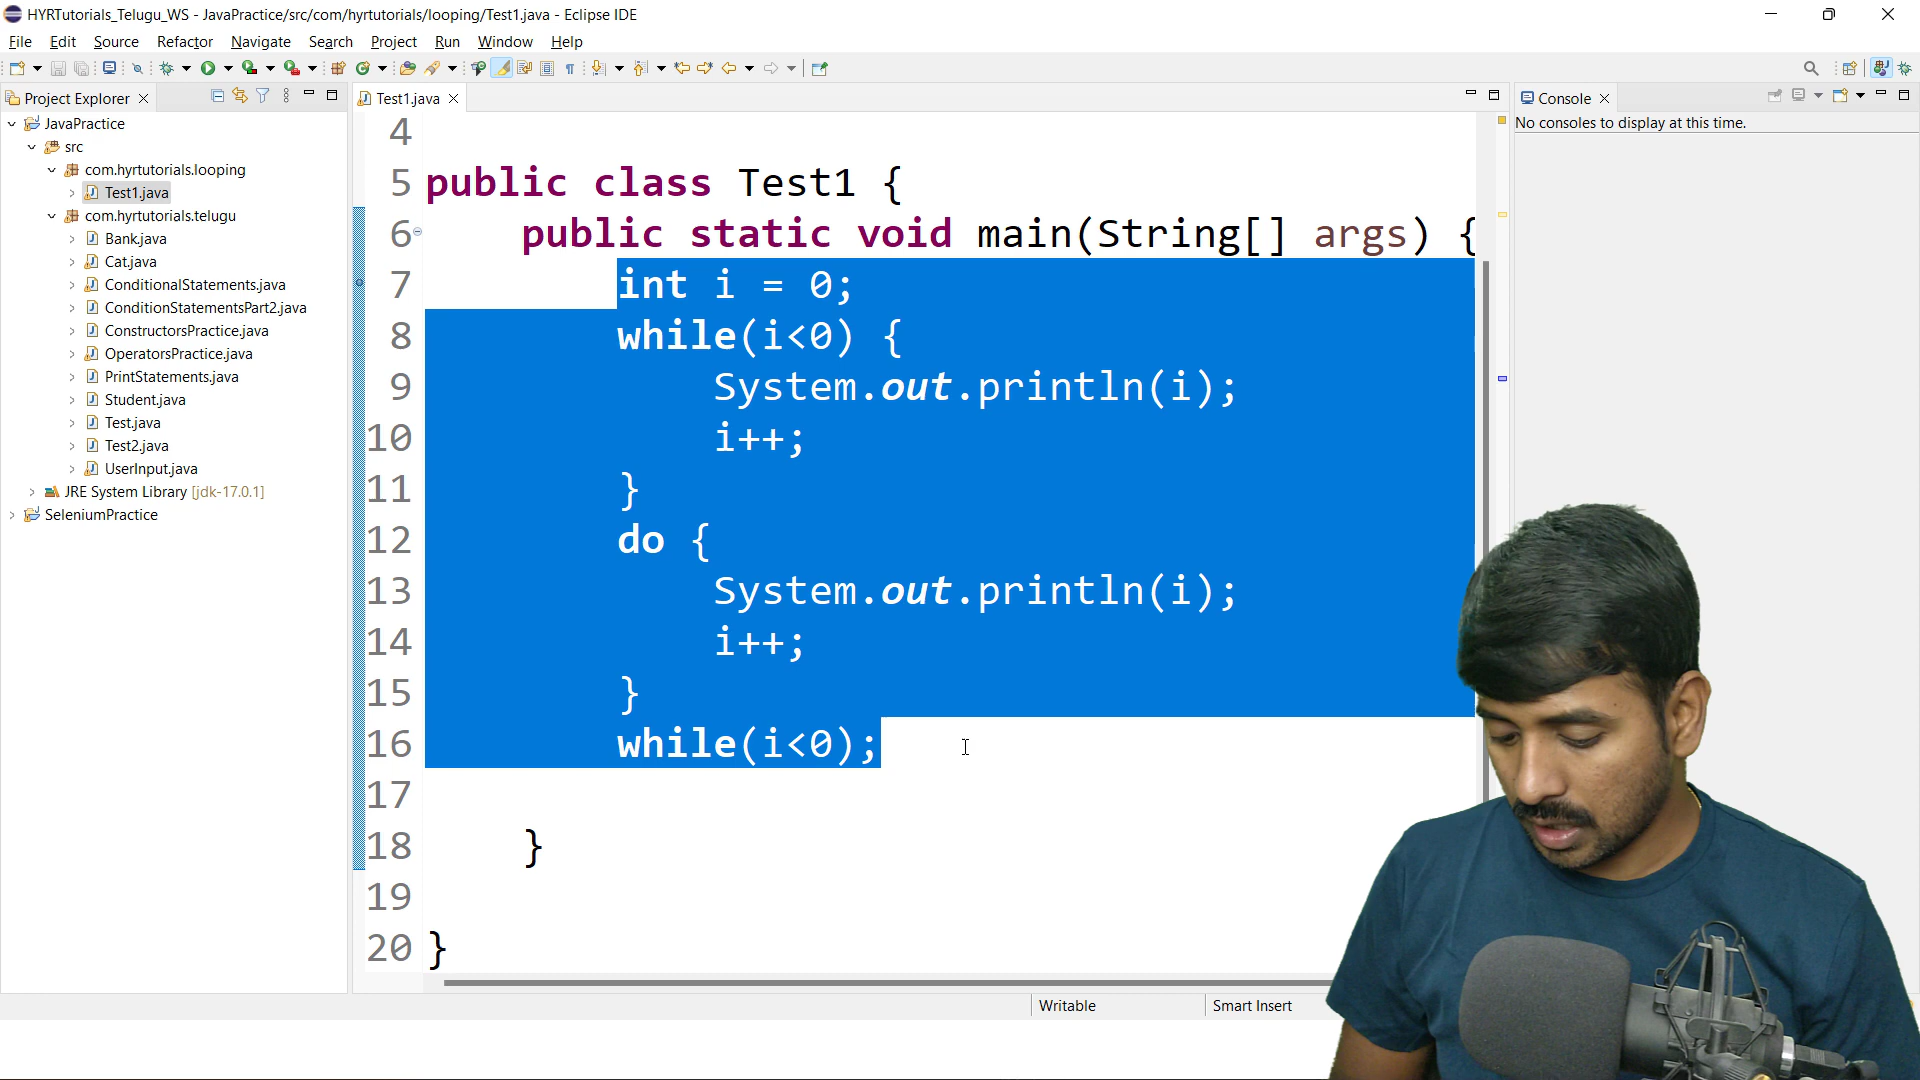 HYRTutorials_Telugu_WS - JavaPractice/src/com/hyrtutorials/looping/Test1.java - Eclipse IDE
File Edit Source Refactor Navigate Search Project Run Window Help
Project Explorer
JavaPractice
src
com.hyrtutorials.looping
Test1.java
com.hyrtutorials.telugu
Bank.java
Cat.java
ConditionalStatements.java
ConditionStatementsPart2.java
ConstructorsPractice.java
OperatorsPractice.java
PrintStatements.java
Student.java
Test.java
Test2.java
UserInput.java
JRE System Library [jdk-17.0.1]
SeleniumPractice
Test1.java
4
5 public class Test1 {
6 public static void main(String[] args) {
7 int i = 0;
8 while(i<0) {
9 System.out.println(i);
10 i++;
11 }
12 do {
13 System.out.println(i);
14 i++;
15 }
16 while(i<0);
17
18 }
19
20 }
Console
No consoles to display at this time.
Writable Smart Insert